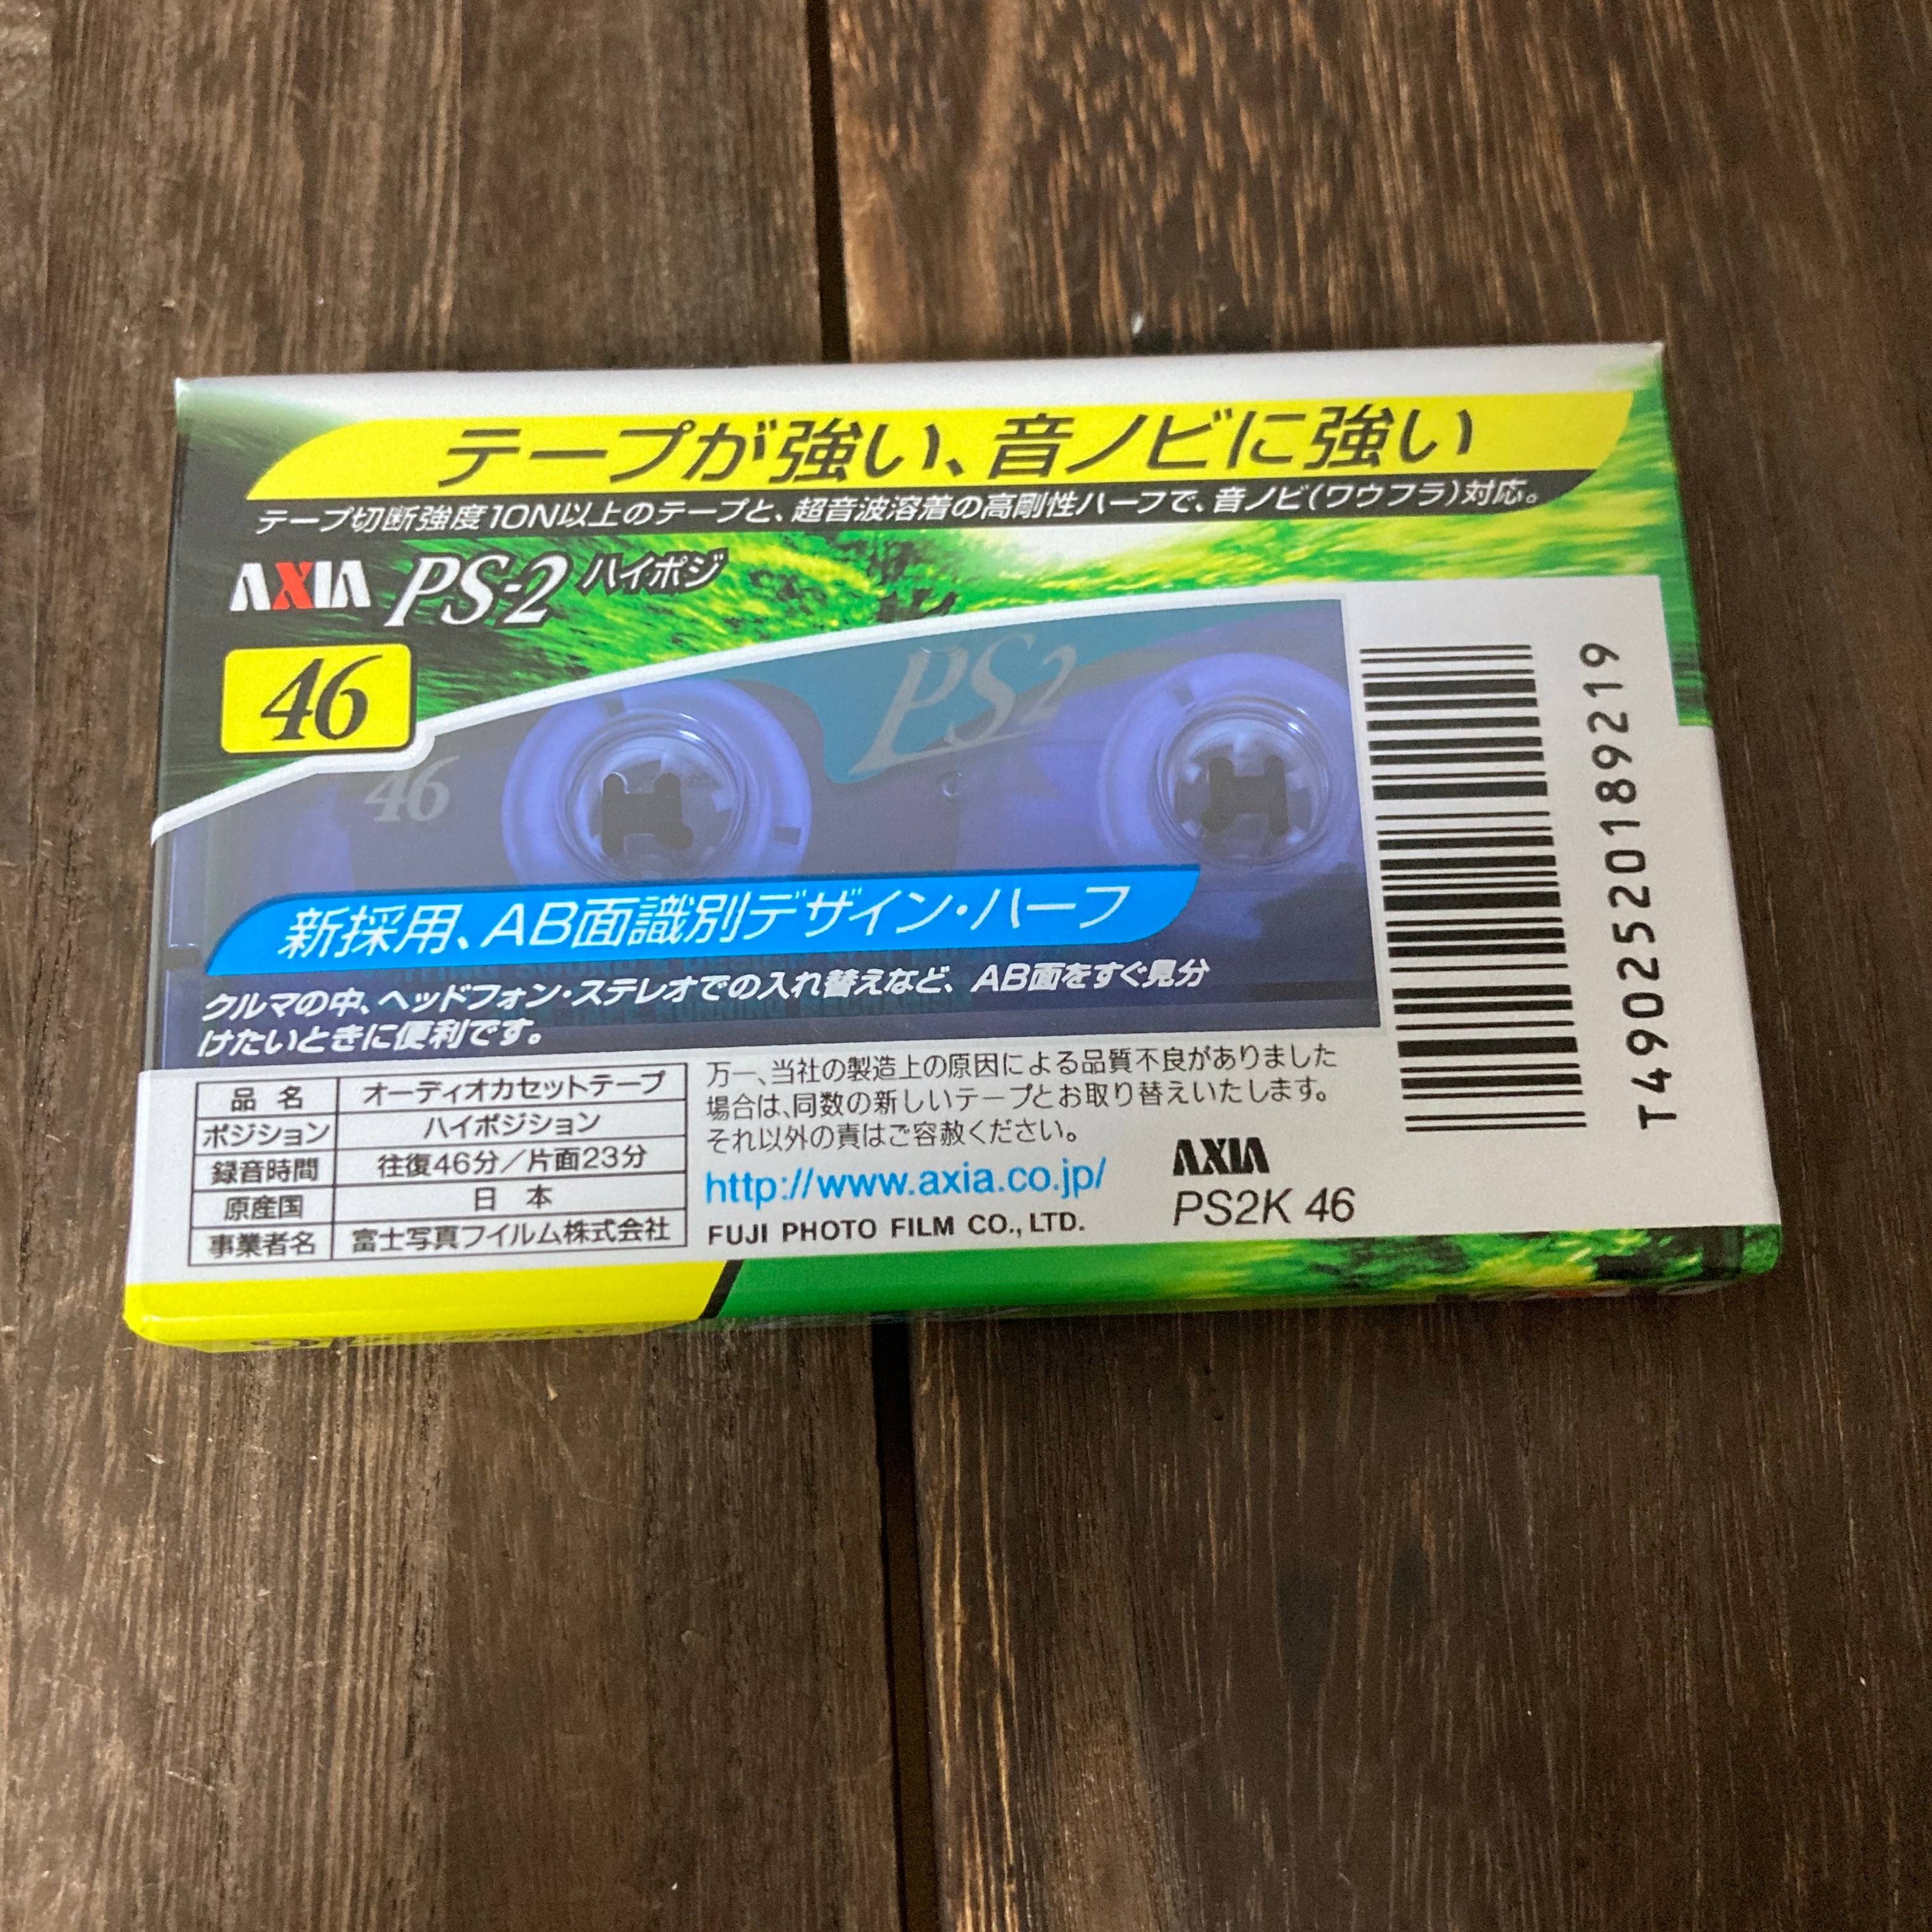 テープが強い、音ノビに強い
テープ切断強度10N以上のテープと、超音波溶着の高剛性ハーフで、音ノビ(ワウフラ)対応。
AXIA PS-2 ハイポジ
46
PS2
46
新採用、AB面識別デザイン・ハーフ
クルマの中、ヘッドフォン・ステレオでの入れ替えなど、AB面をすぐ見分
けたいときに便利です。
品名 オーディオカセットテープ
ポジション ハイポジション
録音時間 往復46分/片面23分
原産国 日本
事業者名 富士写真フイルム株式会社
万一、当社の製造上の原因による品質不良がありました
場合は、同数の新しいテープとお取り替えいたします。
それ以外の責はご容赦ください。
http://www.axia.co.jp/
FUJI PHOTO FILM CO., LTD.
AXIA
PS2K 46
T4902520189219